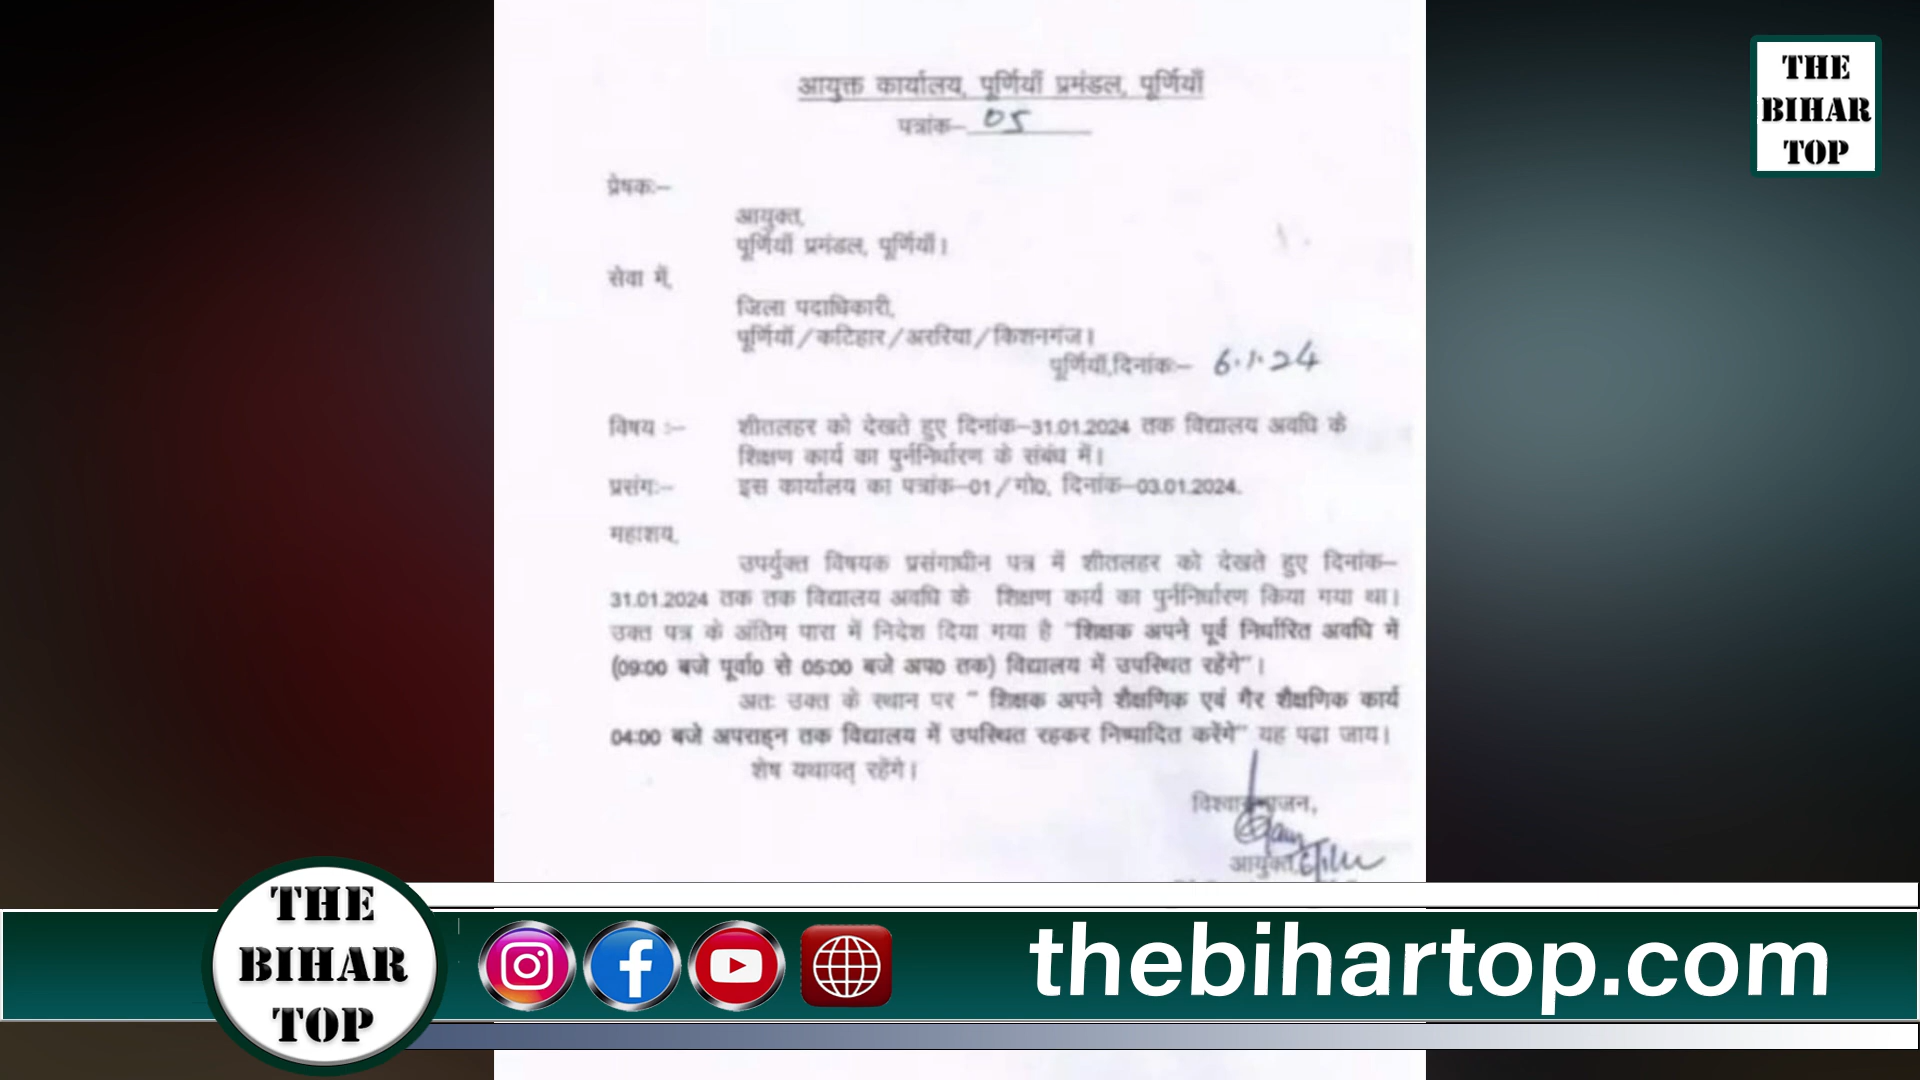 आयुक्त कार्यालय, पूर्णियाँ प्रमंडल, पूर्णियाँ
पत्रांक– 05
प्रेषकः–
आयुक्त,
पूर्णियाँ प्रमंडल, पूर्णियाँ।
सेवा में,
जिला पदाधिकारी,
पूर्णियाँ/कटिहार/अररिया/किशनगंज।
पूर्णियाँ,दिनांकः– 6.1.24
विषय :– शीतलहर को देखते हुए दिनांक–31.01.2024 तक विद्यालय अवधि के
शिक्षण कार्य का पुर्ननिर्धारण के संबंध में।
प्रसंगः– इस कार्यालय का पत्रांक–01/गो0, दिनांक–03.01.2024.
महाशय,
उपर्युक्त विषयक प्रसंगाधीन पत्र में शीतलहर को देखते हुए दिनांक–
31.01.2024 तक तक विद्यालय अवधि के शिक्षण कार्य का पुर्ननिर्धारण किया गया था।
उक्त पत्र के अंतिम पारा में निदेश दिया गया है "शिक्षक अपने पूर्व निर्धारित अवधि में
(09:00 बजे पूर्वा0 से 05:00 बजे अप0 तक) विद्यालय में उपस्थित रहेंगे"।
अतः उक्त के स्थान पर " शिक्षक अपने शैक्षणिक एवं गैर शैक्षणिक कार्य
04:00 बजे अपराह्न तक विद्यालय में उपस्थित रहकर निष्पादित करेंगे" यह पढ़ा जाय।
शेष यथावत् रहेंगे।
आयुक्त,
THE
BIHAR
TOP
THE
BIHAR
TOP
thebihartop.com